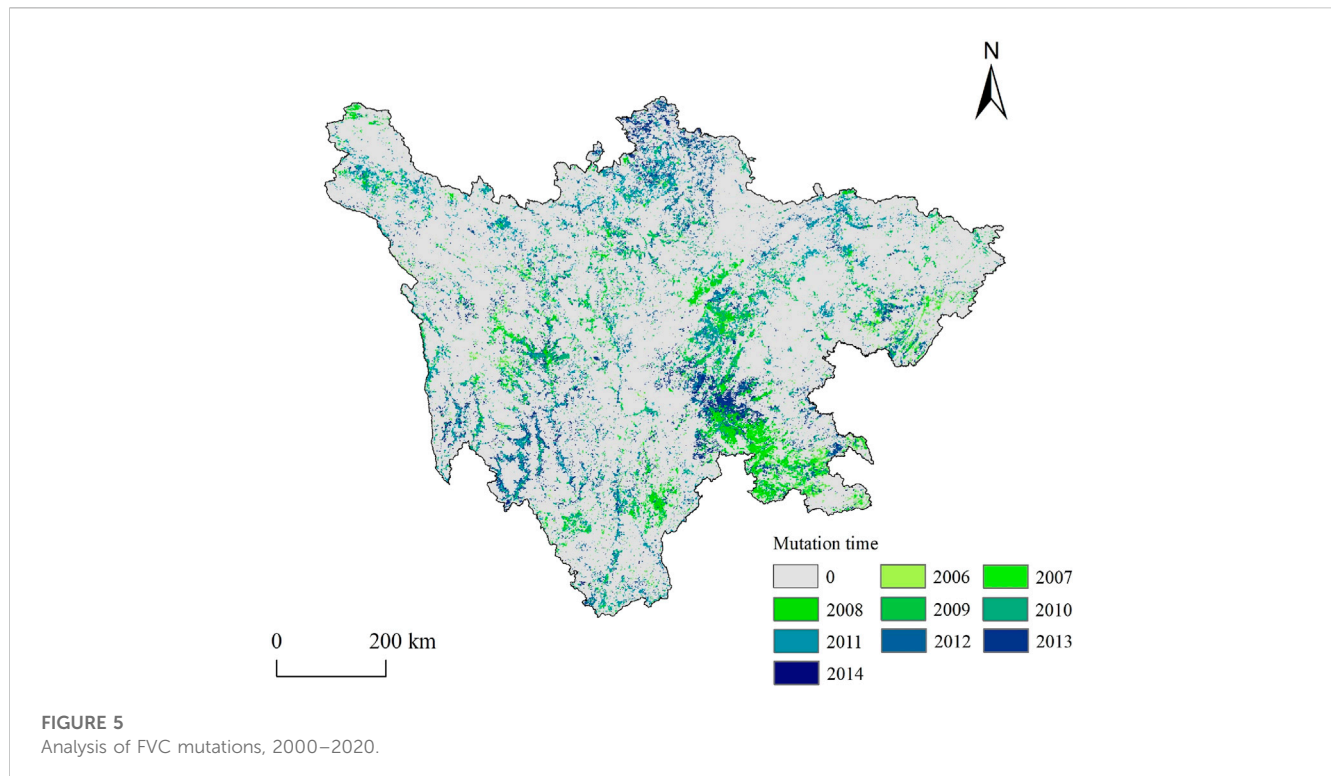 N
Mutation time
0 2006 2007
2008 2009 2010
2011 2012 2013
2014
0 200 km
FIGURE 5
Analysis of FVC mutations, 2000–2020.